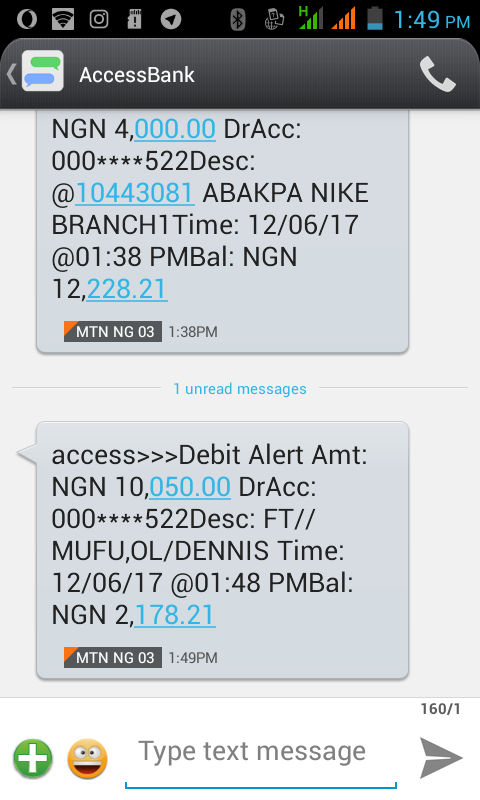 H
1:49 PM
AccessBank
NGN 4,000.00 DrAcc:
000****522Desc:
@10443081 ABAKPA NIKE
BRANCH1Time: 12/06/17
@01:38 PMBal: NGN
12,228.21
MTN NG 03 1:38PM
1 unread messages
access>>>Debit Alert Amt:
NGN 10,050.00 DrAcc:
000****522Desc: FT//
MUFU,OL/DENNIS Time:
12/06/17 @01:48 PMBal:
NGN 2,178.21
MTN NG 03 1:49PM
160/1
Type text message